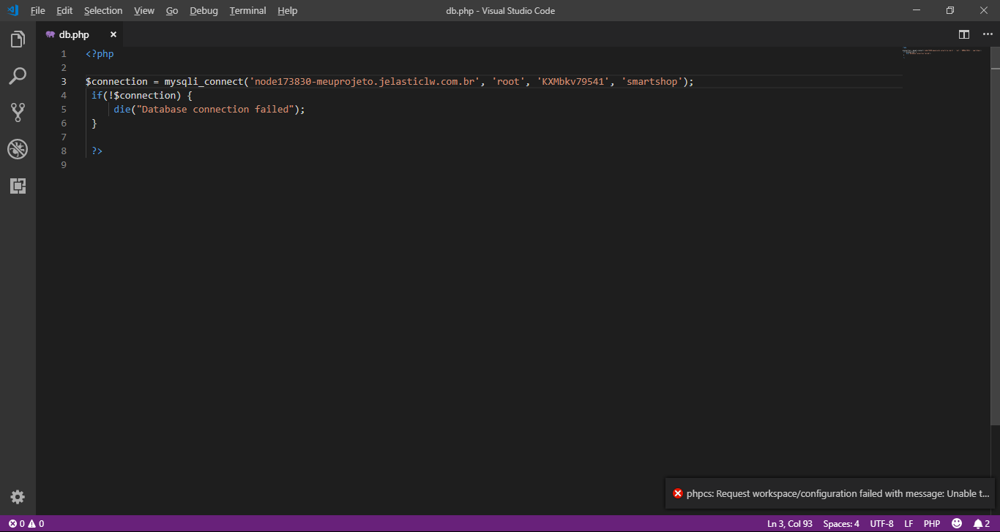 File Edit Selection View Go Debug Terminal Help db.php - Visual Studio Code
db.php
1 <?php
2
3 $connection = mysqli_connect('node173830-meuprojeto.jelasticlw.com.br', 'root', 'KXMbkv79541', 'smartshop');
4 if(!$connection) {
5 die("Database connection failed");
6 }
7
8 ?>
9
phpcs: Request workspace/configuration failed with message: Unable t...
0 0 Ln 3, Col 93 Spaces: 4 UTF-8 LF PHP 2